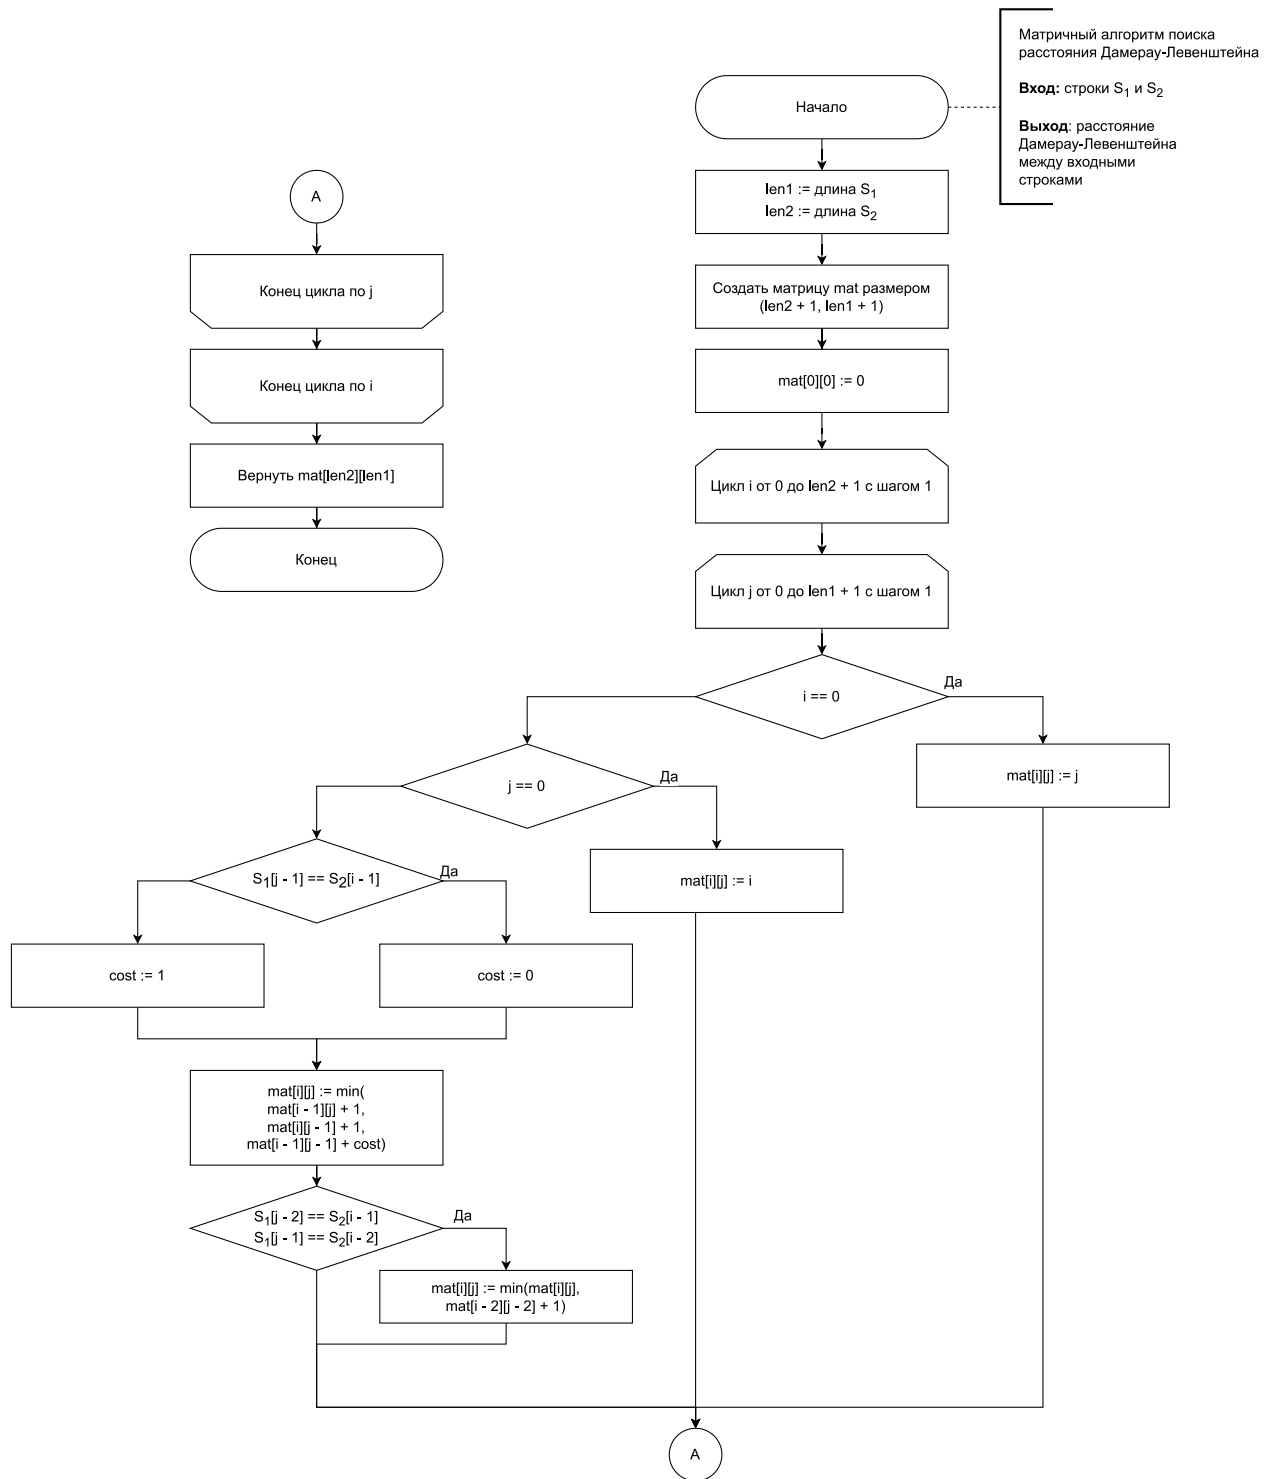 Матричный алгоритм поиска
расстояния Дамерау-Левенштейна
Вход: строки S1 и S2
Выход: расстояние
Дамерау-Левенштейна
между входными
строками
Начало
len1 := длина S1
len2 := длина S2
Создать матрицу mat размером
(len2 + 1, len1 + 1)
mat[0][0] := 0
Цикл i от 0 до len2 + 1 с шагом 1
Цикл j от 0 до len1 + 1 с шагом 1
i == 0
Да
mat[i][j] := j
j == 0
Да
mat[i][j] := i
S1[j - 1] == S2[i - 1]
Да
cost := 1
cost := 0
mat[i][j] := min(
mat[i - 1][j] + 1,
mat[i][j - 1] + 1,
mat[i - 1][j - 1] + cost)
S1[j - 2] == S2[i - 1]
S1[j - 1] == S2[i - 2]
Да
mat[i][j] := min(mat[i][j],
mat[i - 2][j - 2] + 1)
A
A
Конец цикла по j
Конец цикла по i
Вернуть mat[len2][len1]
Конец